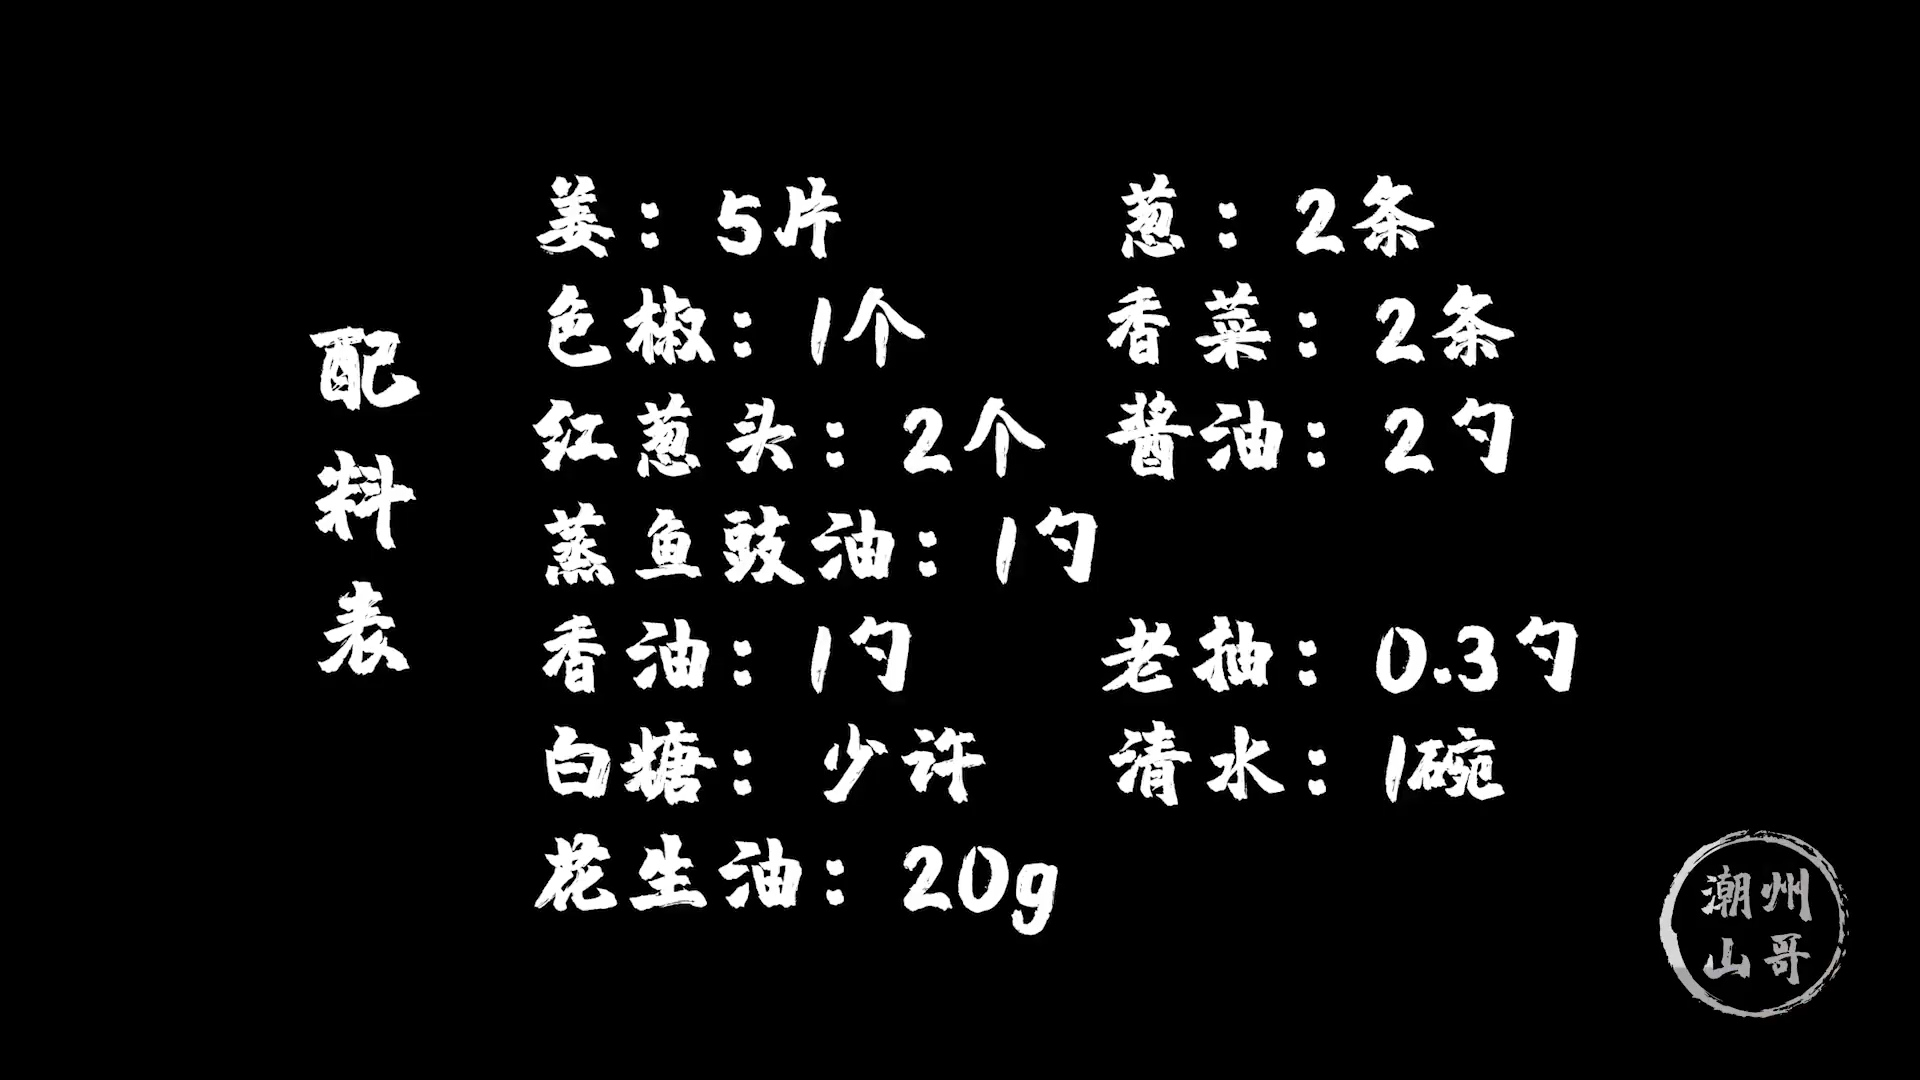 配料表
姜：5片 葱：2条
色椒：1个 香菜：2条
红葱头：2个 酱油：2勺
蒸鱼豉油：1勺
香油：1勺 老抽：0.3勺
白糖：少许 清水：1碗
花生油：20g
潮州
山哥